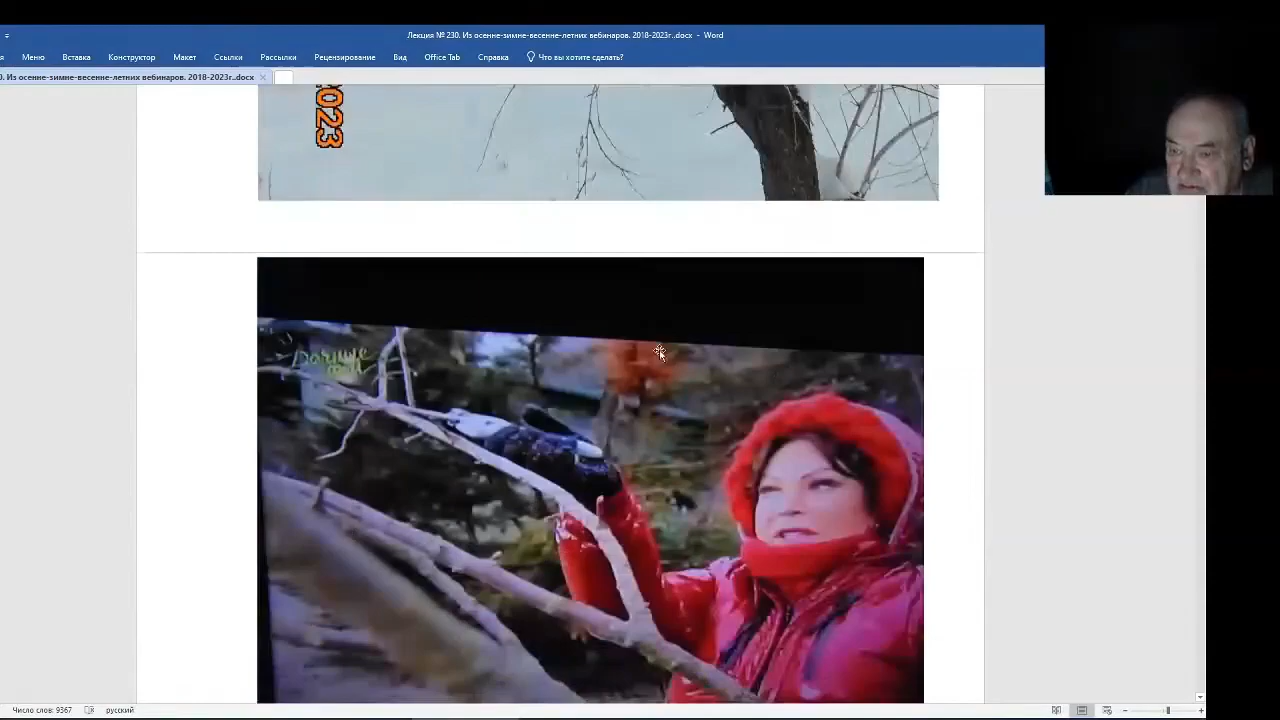 Лекция № 230. Из осенне-зимне-весенне-летних вебинаров. 2018-2023г..docx - Word
Меню Вставка Конструктор Макет Ссылки Рассылки Рецензирование Вид Office Tab Справка Что вы хотите сделать?
0. Из осенне-зимне-весенне-летних вебинаров. 2018-2023г..docx
023
Число слов: 9367 русский